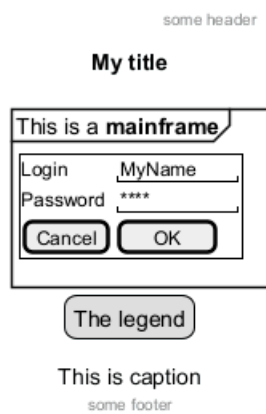 some header
My title
This is a mainframe
Login MyName
Password ****
Cancel OK
The legend
This is caption
some footer